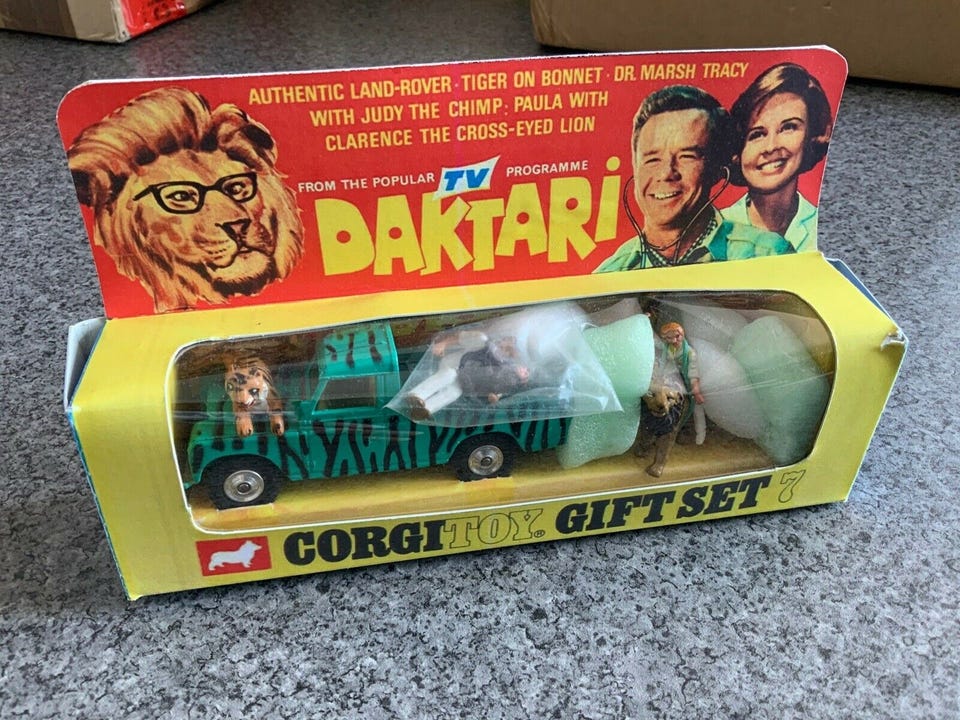 AUTHENTIC LAND-ROVER · TIGER ON BONNET · DR. MARSH TRACY
WITH JUDY THE CHIMP: PAULA WITH
CLARENCE THE CROSS-EYED LION
FROM THE POPULAR TV PROGRAMME
DAKTARI
CORGI TOY® GIFT SET 7